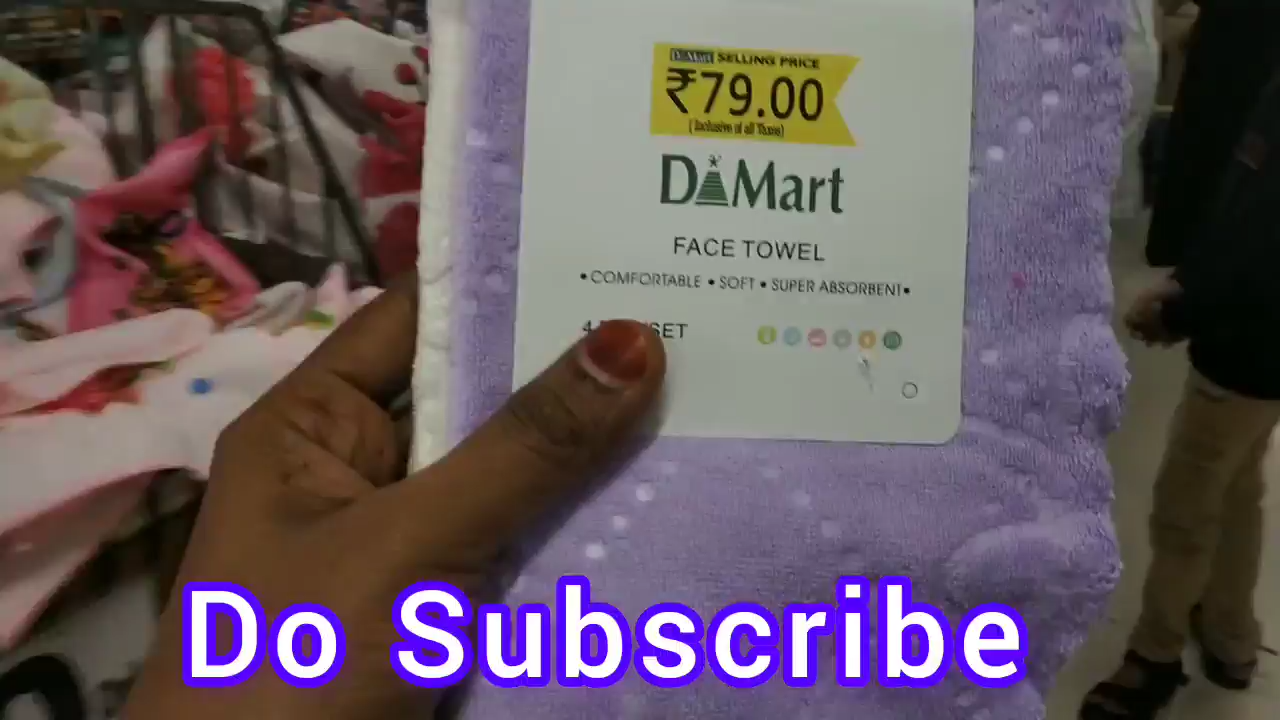 DMart SELLING PRICE
₹79.00
(Inclusive of all Taxes)
DMart
FACE TOWEL
• COMFORTABLE • SOFT • SUPER ABSORBENT •
4 SET
Do Subscribe